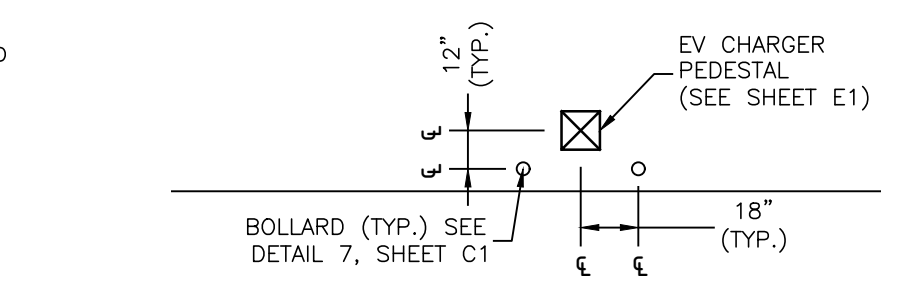 12"
(TYP.)
EV CHARGER
PEDESTAL
(SEE SHEET E1)
℄
℄
BOLLARD (TYP.) SEE
DETAIL 7, SHEET C1
18"
(TYP.)
℄ ℄